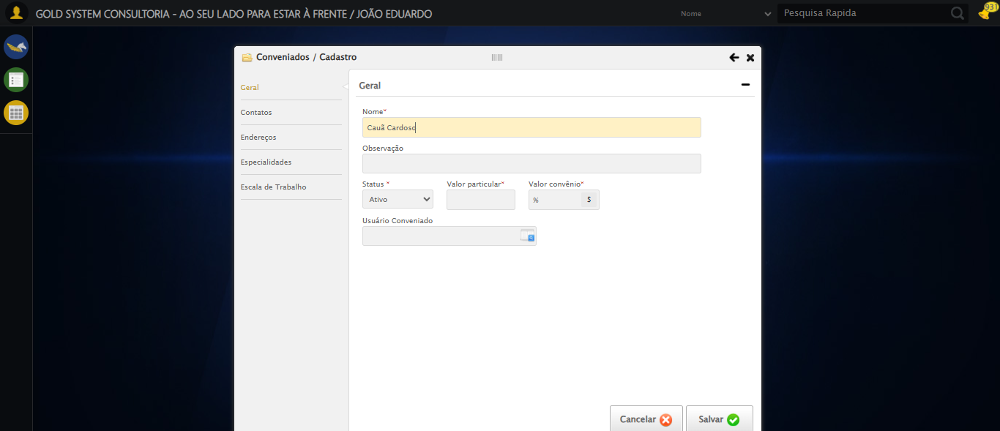 GOLD SYSTEM CONSULTORIA - AO SEU LADO PARA ESTAR À FRENTE / JOÃO EDUARDO
Nome
Pesquisa Rapida
931
Conveniados / Cadastro
Geral
Contatos
Endereços
Especialidades
Escala de Trabalho
Geral
Nome*
Cauã Cardoso
Observação
Status * Valor particular* Valor convênio*
Ativo % $
Usuário Conveniado
Cancelar Salvar